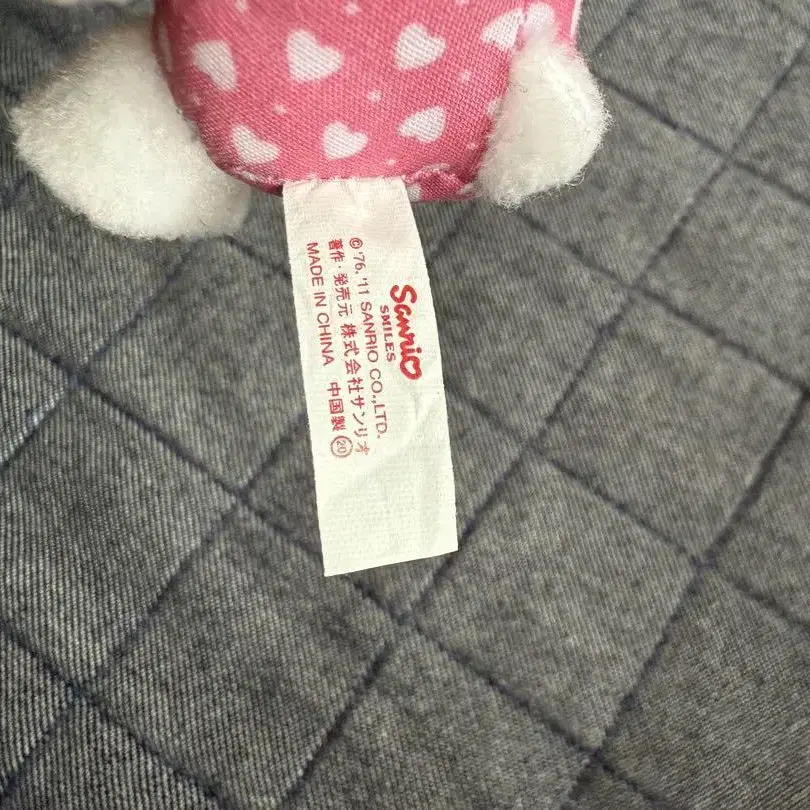 Sanrio
SMILES
© '76, '11 SANRIO CO.,LTD.
著作・発売元 株式会社サンリオ
MADE IN CHINA 中国製 ⑳